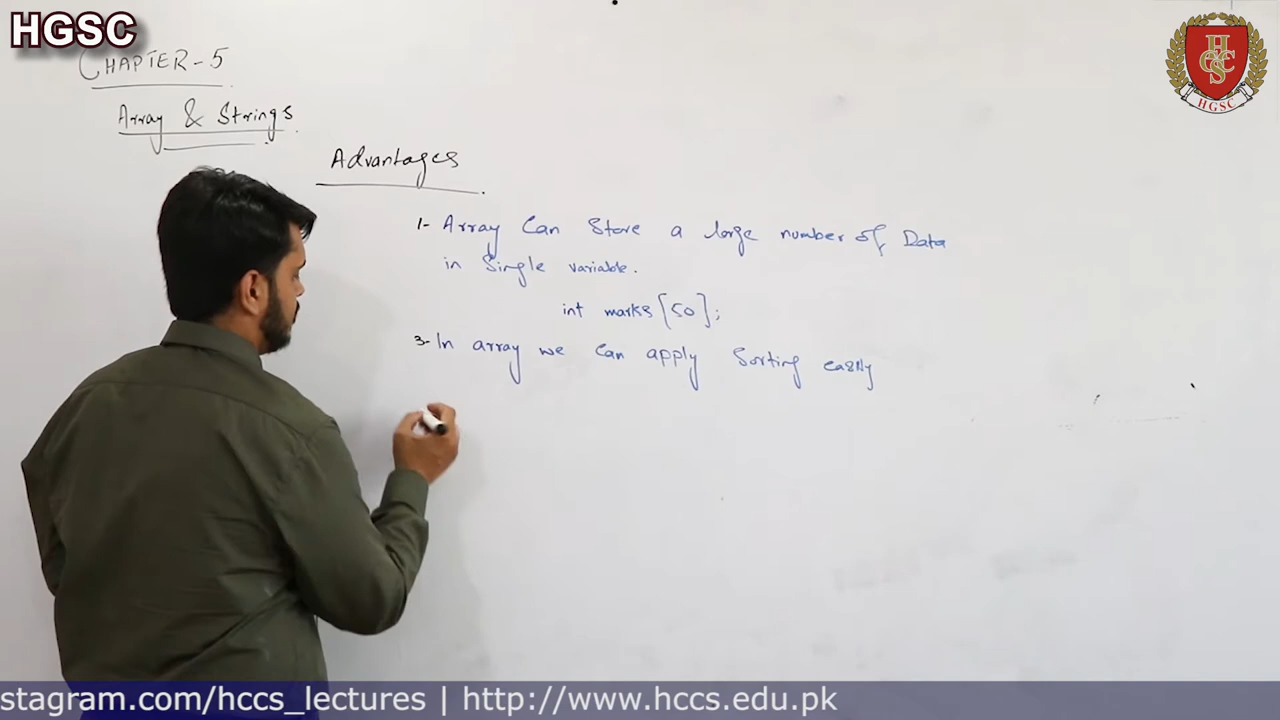 HGSC
CHAPTER-5
Array & Strings
Advantages
1- Array Can Store a large number of Data
in Single variable.
int marks[50];
3- In array we can apply Sorting easily
HGSC
stagram.com/hccs_lectures | http://www.hccs.edu.pk